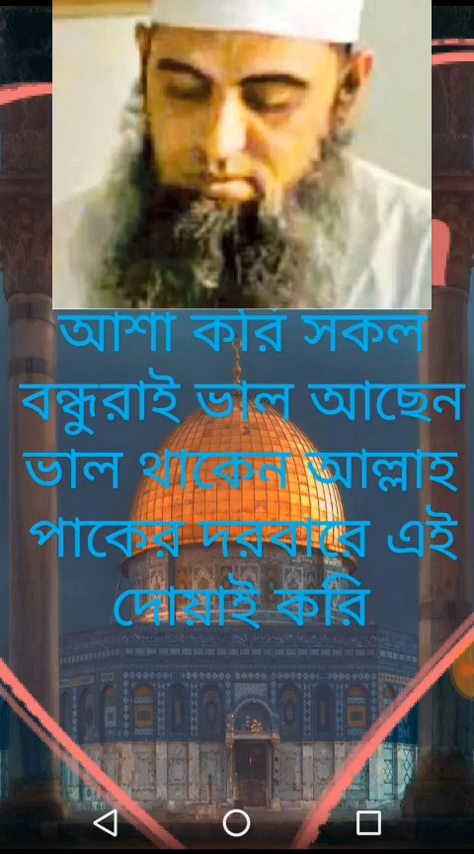 আশা করি সকল
বন্ধুরাই ভাল আছেন
ভাল থাকেন আল্লাহ
পাকের দরবারে এই
দোয়াই করি